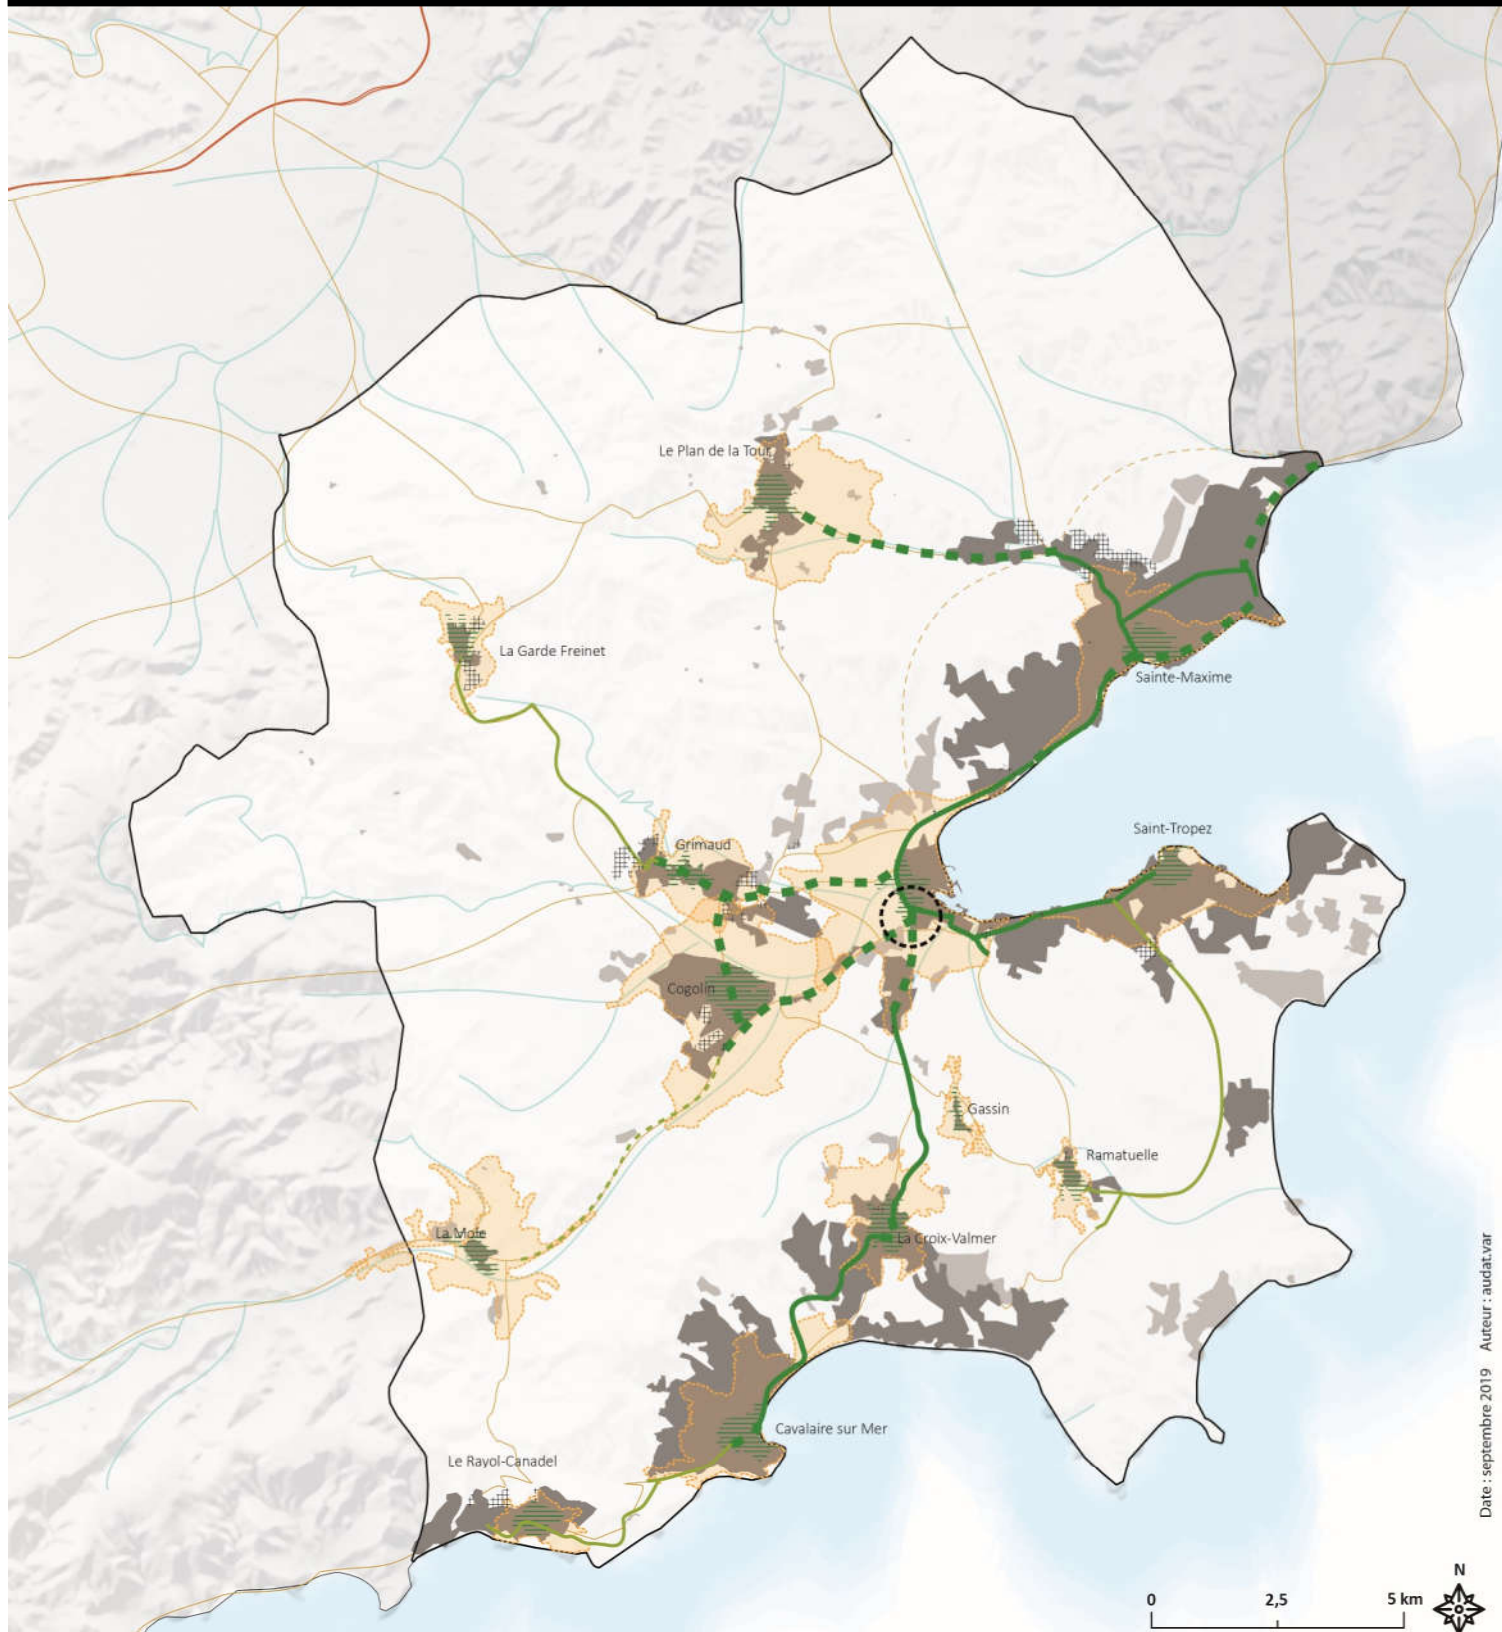 Le Plan de la Tour
La Garde Freinet
Sainte-Maxime
Grimaud
Saint-Tropez
Cogolin
Gassin
Ramatuelle
La Mole
La Croix-Valmer
Cavalaire sur Mer
Le Rayol-Canadel
Date : septembre 2019 Auteur : audat.var
N
0 2,5 5 km